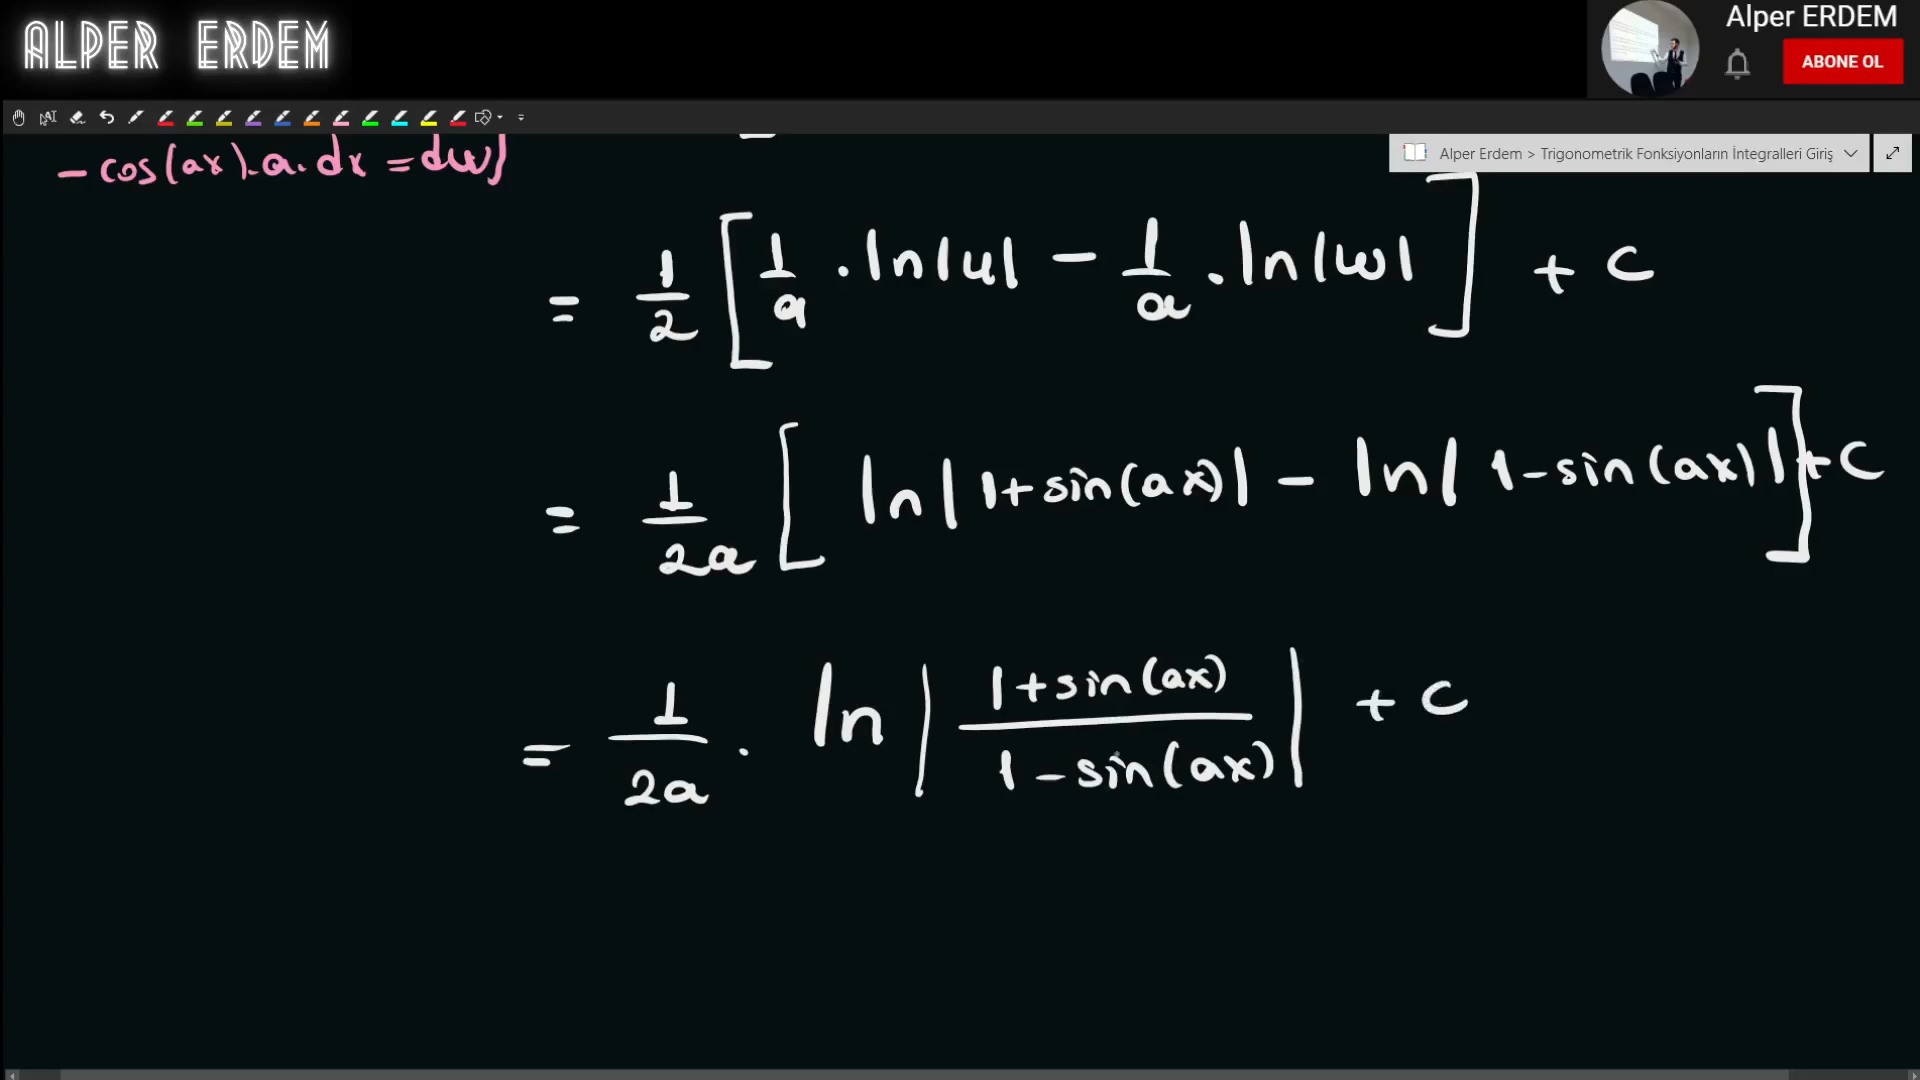 ALPER ERDEM
Alper ERDEM
ABONE OL
Alper Erdem > Trigonometrik Fonksiyonların İntegralleri Giriş
- cos(ax).a.dx = dw
= 1/2 [ 1/a . ln|u| - 1/a . ln|w| ] + c
= 1/2a [ ln|1+sin(ax)| - ln|1-sin(ax)| ] + c
= 1/2a . ln| 1+sin(ax) / 1-sin(ax) | + c